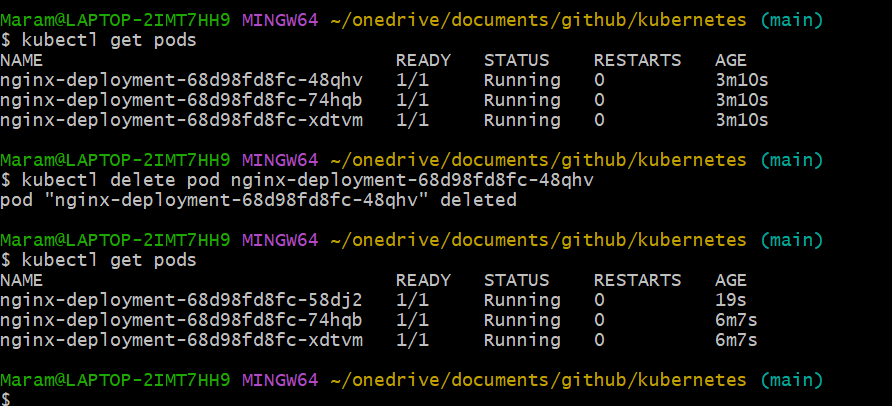 Maram@LAPTOP-2IMT7HH9 MINGW64 ~/onedrive/documents/github/kubernetes (main)
$ kubectl get pods
NAME                                READY   STATUS    RESTARTS   AGE
nginx-deployment-68d98fd8fc-48qhv   1/1     Running   0          3m10s
nginx-deployment-68d98fd8fc-74hqb   1/1     Running   0          3m10s
nginx-deployment-68d98fd8fc-xdtvm   1/1     Running   0          3m10s
Maram@LAPTOP-2IMT7HH9 MINGW64 ~/onedrive/documents/github/kubernetes (main)
$ kubectl delete pod nginx-deployment-68d98fd8fc-48qhv
pod "nginx-deployment-68d98fd8fc-48qhv" deleted
Maram@LAPTOP-2IMT7HH9 MINGW64 ~/onedrive/documents/github/kubernetes (main)
$ kubectl get pods
NAME                                READY   STATUS    RESTARTS   AGE
nginx-deployment-68d98fd8fc-58dj2   1/1     Running   0          19s
nginx-deployment-68d98fd8fc-74hqb   1/1     Running   0          6m7s
nginx-deployment-68d98fd8fc-xdtvm   1/1     Running   0          6m7s
Maram@LAPTOP-2IMT7HH9 MINGW64 ~/onedrive/documents/github/kubernetes (main)
$